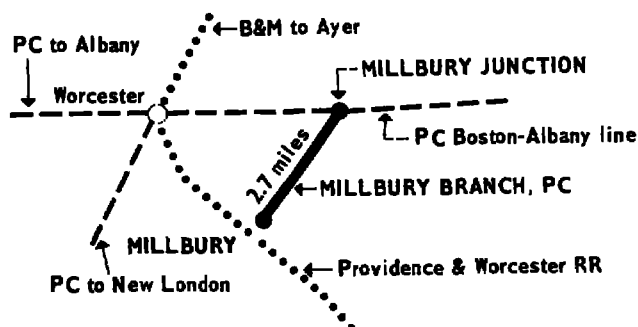 B&M to Ayer
PC to Albany
MILLBURY JUNCTION
Worcester
PC Boston-Albany line
2.7 miles
MILLBURY BRANCH, PC
MILLBURY
Providence & Worcester RR
PC to New London